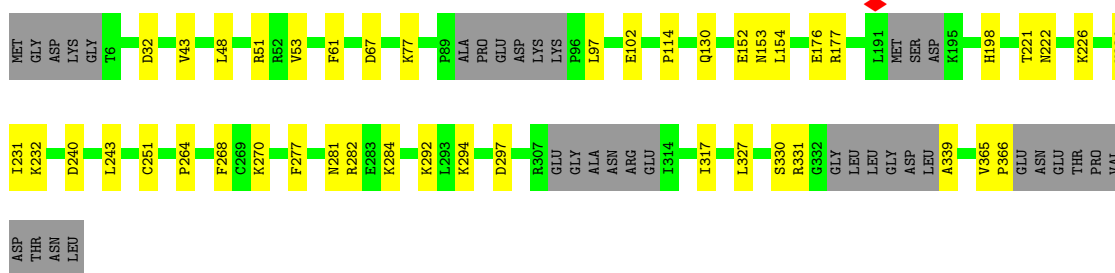 MET GLY ASP LYS GLY T6 D32 V43 L48 R51 R52 V53 F61 D67 K77 P89 ALA PRO GLU ASP LYS LYS P96 L97 E102 P114 Q130 E152 N153 L154 E176 R177 L191 MET SER ASP K195 H198 T221 N222 K226
I231 K232 D240 L243 C251 P264 F268 C269 K270 F277 N281 R282 E283 K284 K292 L293 K294 D297 R307 GLU GLY ALA ASN ARG GLU I314 I317 L327 S330 R331 G332 GLY LEU LEU GLY ASP LEU A339 V365 P366 GLU ASN GLU THR PRO VAL
ASP THR ASN LEU